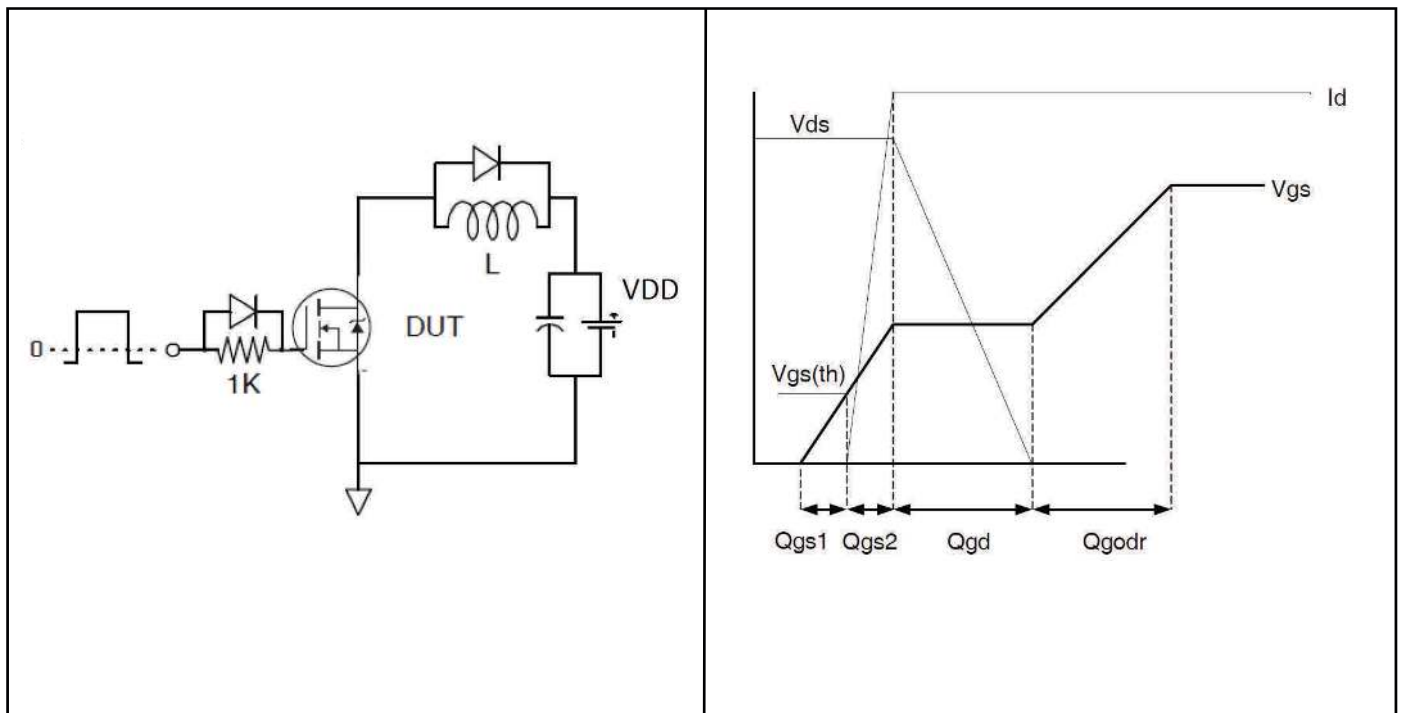 L
VDD
DUT
0
1K
Id
Vds
Vgs
Vgs(th)
Qgs1 Qgs2 Qgd Qgodr